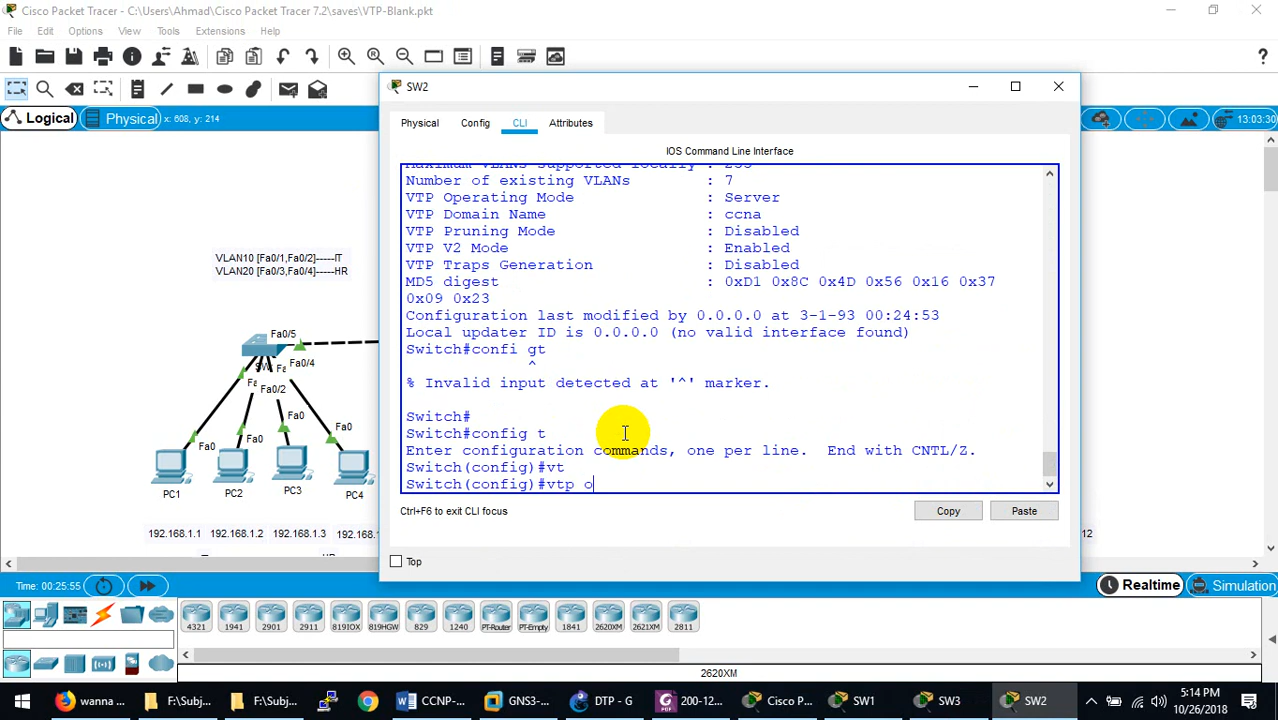 Cisco Packet Tracer - C:\Users\Ahmad\Cisco Packet Tracer 7.2\saves\VTP-Blank.pkt
File Edit Options View Tools Extensions Help
Logical Physical x: 608, y: 214 13:03:30
SW2
Physical Config CLI Attributes
IOS Command Line Interface
Number of existing VLANs : 7
VTP Operating Mode : Server
VTP Domain Name : ccna
VTP Pruning Mode : Disabled
VTP V2 Mode : Enabled
VTP Traps Generation : Disabled
MD5 digest : 0xD1 0x8C 0x4D 0x56 0x16 0x37
0x09 0x23
Configuration last modified by 0.0.0.0 at 3-1-93 00:24:53
Local updater ID is 0.0.0.0 (no valid interface found)
Switch#confi gt
^
% Invalid input detected at '^' marker.
Switch#
Switch#config t
Enter configuration commands, one per line. End with CNTL/Z.
Switch(config)#vt
Switch(config)#vtp o
Ctrl+F6 to exit CLI focus
Copy Paste
Top
VLAN10 [Fa0/1,Fa0/2]-----IT
VLAN20 [Fa0/3,Fa0/4]-----HR
Fa0/5
Fa0/4
Fa0/2
Fa0 Fa0 Fa0 Fa0
PC1 PC2 PC3 PC4
192.168.1.1 192.168.1.2 192.168.1.3 192.168.1.
12
Time: 00:25:55 Realtime Simulation
4321 1941 2901 2911 819IOX 819HGW 829 1240 PT-Router PT-Empty 1841 2620XM 2621XM 2811
2620XM
wanna F:\Subj... F:\Subj... CCNP-... GNS3-... DTP - G 200-12... Cisco P... SW1 SW3 SW2
5:14 PM
10/26/2018